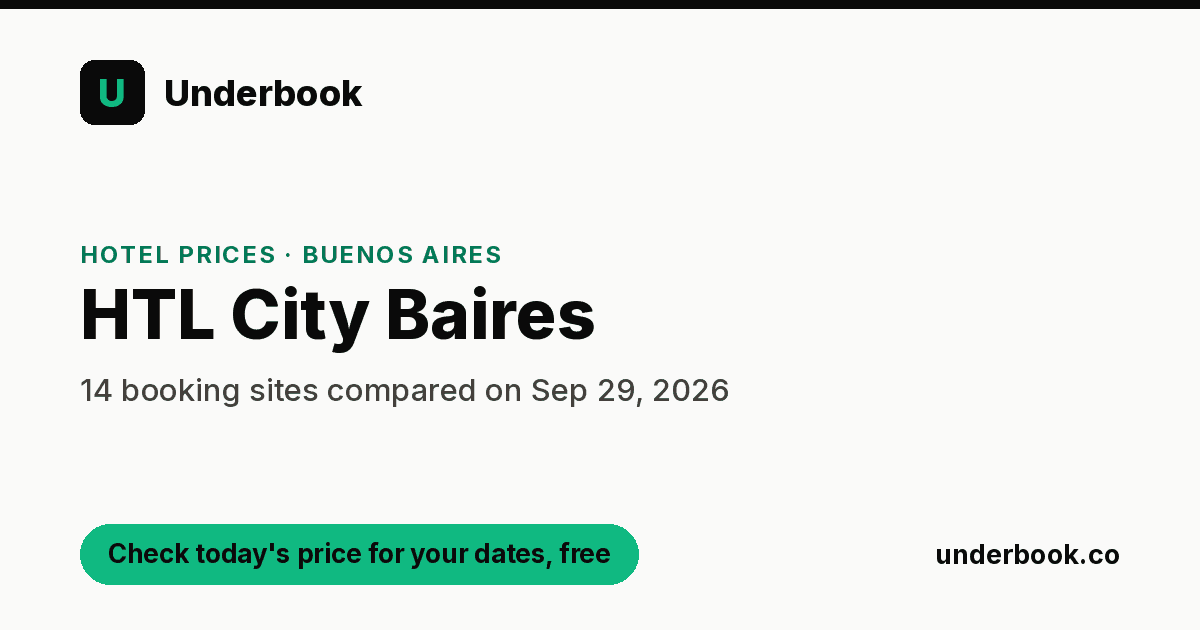 U Underbook
HOTEL PRICES · BUENOS AIRES
HTL City Baires
14 booking sites compared on Sep 29, 2026
Check today's price for your dates, free
underbook.co